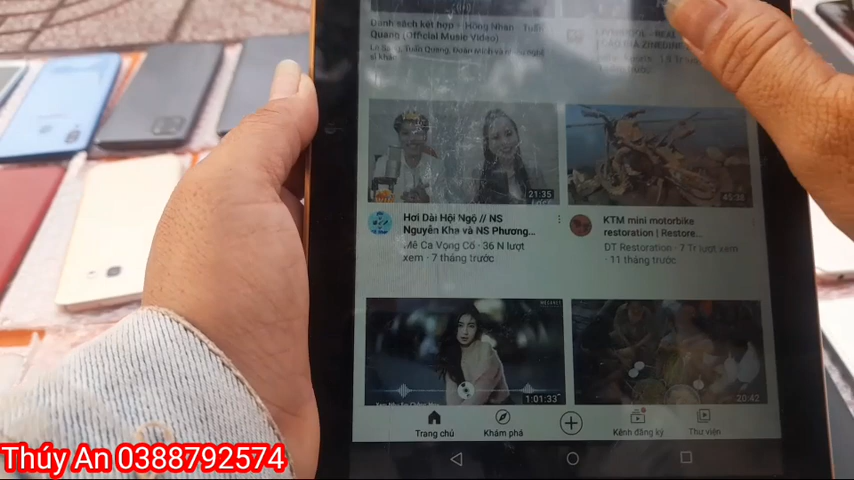 Danh sách kết hợp - Hồng Nhan - Tuấn
Quang (Official Music Video)
21:35
Hơi Dài Hội Ngộ // NS
Nguyễn Kha và NS Phương...
Mê Ca Vọng Cổ · 36 N lượt
xem · 7 tháng trước
45:36
KTM mini motorbike
restoration | Restore...
DT Restoration · 7 Tr lượt xem
· 11 tháng trước
1:01:33
20:42
Trang chủ
Khám phá
Kênh đăng ký
Thư viện
Thúy An 0388792574